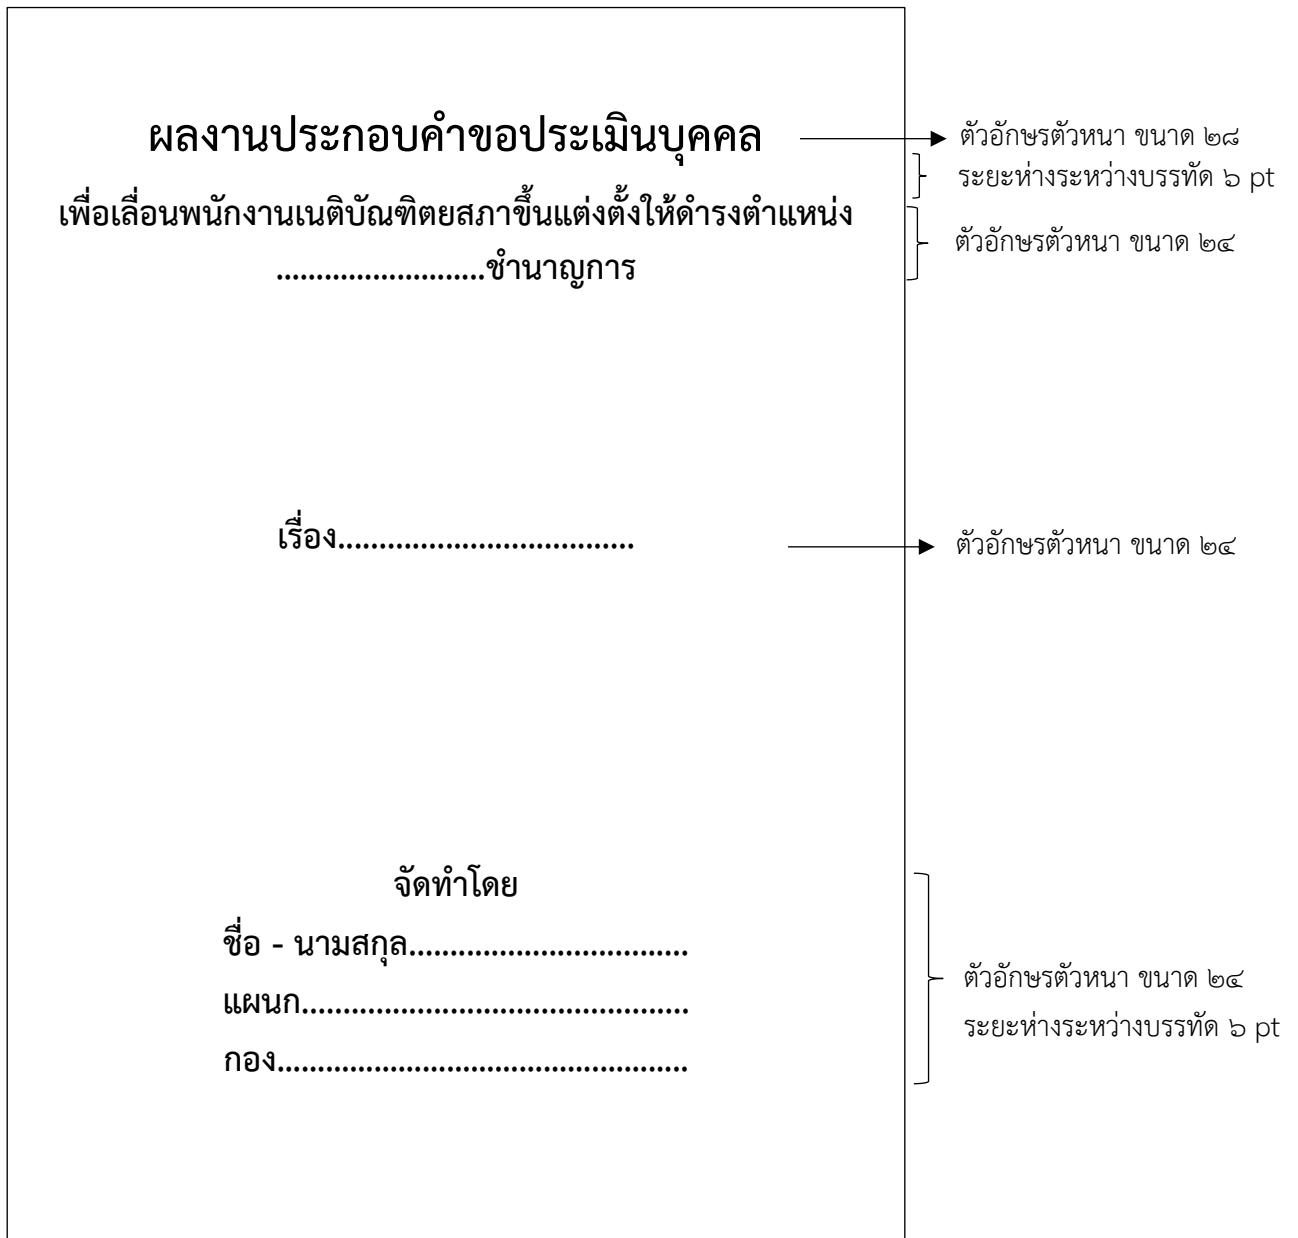 ผลงานประกอบคำขอประเมินบุคคล
ตัวอักษรตัวหนา ขนาด ๒๘
ระยะห่างระหว่างบรรทัด ๖ pt
เพื่อเลื่อนพนักงานเนติบัณฑิตยสภาขึ้นแต่งตั้งให้ดำรงตำแหน่ง
ตัวอักษรตัวหนา ขนาด ๒๔
..........................ชำนาญการ
เรื่อง....................................
ตัวอักษรตัวหนา ขนาด ๒๔
จัดทำโดย
ชื่อ - นามสกุล..................................
แผนก...............................................
กอง..................................................
ตัวอักษรตัวหนา ขนาด ๒๔
ระยะห่างระหว่างบรรทัด ๖ pt